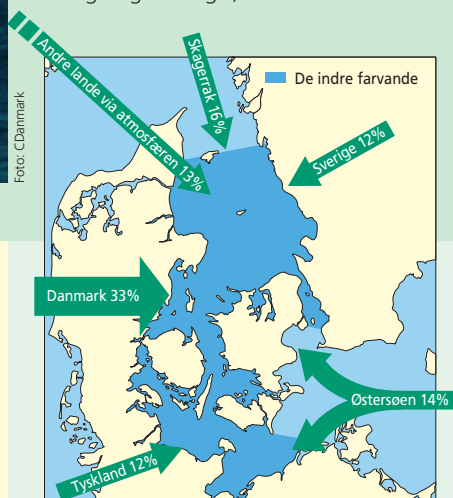 Andre lande via atmosfæren 13%
Skagerrak 16%
De indre farvande
Foto: CDanmark
Sverige 12%
Danmark 33%
Østersøen 14%
Tyskland 12%